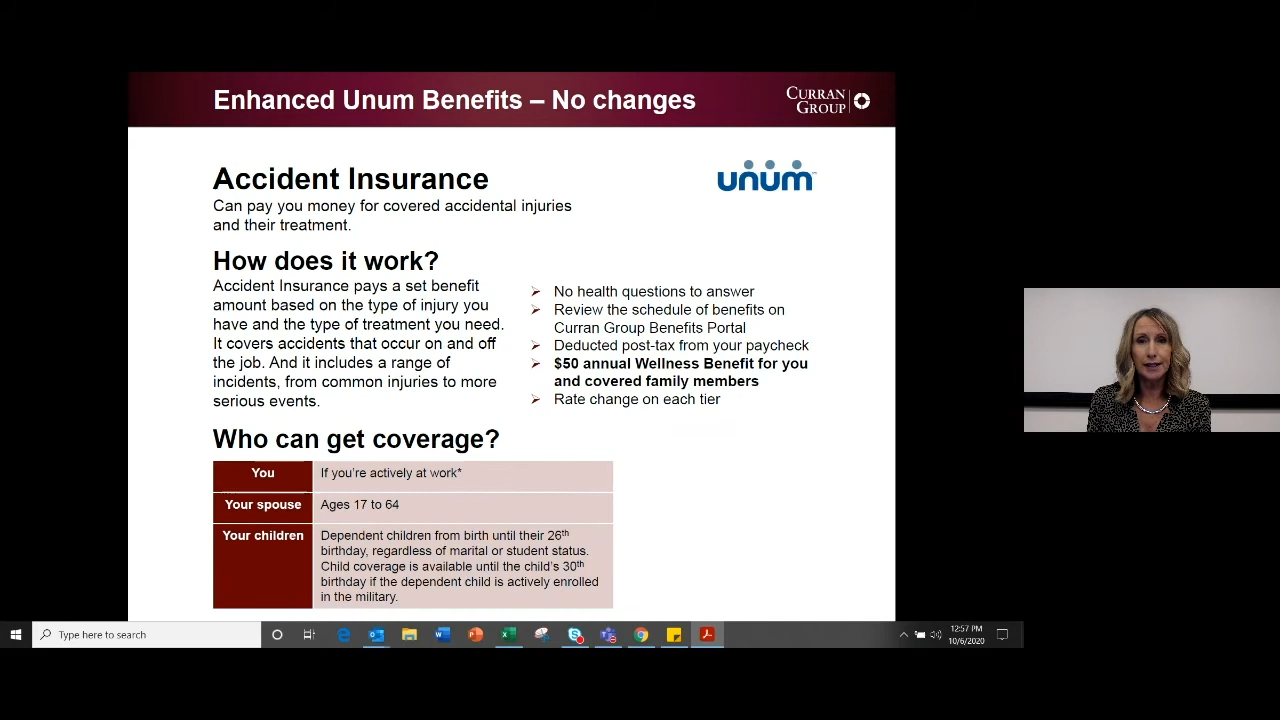 Enhanced Unum Benefits – No changes
CURRAN
GROUP
Accident Insurance
unum™
Can pay you money for covered accidental injuries
and their treatment.
How does it work?
Accident Insurance pays a set benefit
amount based on the type of injury you
have and the type of treatment you need.
It covers accidents that occur on and off
the job. And it includes a range of
incidents, from common injuries to more
serious events.
No health questions to answer
Review the schedule of benefits on
Curran Group Benefits Portal
Deducted post-tax from your paycheck
$50 annual Wellness Benefit for you
and covered family members
Rate change on each tier
Who can get coverage?
You
If you're actively at work*
Your spouse
Ages 17 to 64
Your children
Dependent children from birth until their 26th
birthday, regardless of marital or student status.
Child coverage is available until the child's 30th
birthday if the dependent child is actively enrolled
in the military.
Type here to search
12:57 PM
10/6/2020